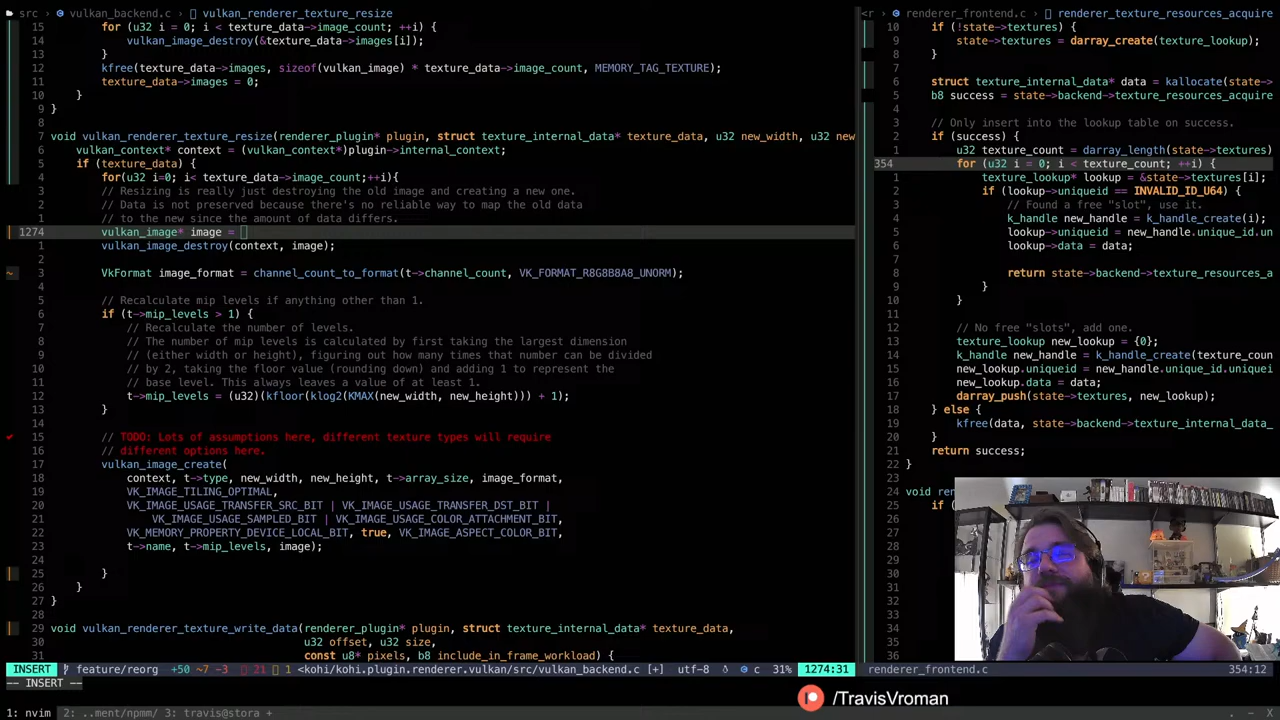 src › vulkan_backend.c › vulkan_renderer_texture_resize
15 for (u32 i = 0; i < texture_data->image_count; ++i) {
14 vulkan_image_destroy(&texture_data->images[i]);
13 }
12 kfree(texture_data->images, sizeof(vulkan_image) * texture_data->image_count, MEMORY_TAG_TEXTURE);
11 texture_data->images = 0;
10 }
9 }
8
7 void vulkan_renderer_texture_resize(renderer_plugin* plugin, struct texture_internal_data* texture_data, u32 new_width, u32 new
6 vulkan_context* context = (vulkan_context*)plugin->internal_context;
5 if (texture_data) {
4 for(u32 i=0; i< texture_data->image_count;++i){
3 // Resizing is really just destroying the old image and creating a new one.
2 // Data is not preserved because there's no reliable way to map the old data
1 // to the new since the amount of data differs.
1274 vulkan_image* image =
1 vulkan_image_destroy(context, image);
2
3 VkFormat image_format = channel_count_to_format(t->channel_count, VK_FORMAT_R8G8B8A8_UNORM);
4
5 // Recalculate mip levels if anything other than 1.
6 if (t->mip_levels > 1) {
7 // Recalculate the number of levels.
8 // The number of mip levels is calculated by first taking the largest dimension
9 // (either width or height), figuring out how many times that number can be divided
10 // by 2, taking the floor value (rounding down) and adding 1 to represent the
11 // base level. This always leaves a value of at least 1.
12 t->mip_levels = (u32)(kfloor(klog2(KMAX(new_width, new_height))) + 1);
13 }
14
15 // TODO: Lots of assumptions here, different texture types will require
16 // different options here.
17 vulkan_image_create(
18 context, t->type, new_width, new_height, t->array_size, image_format,
19 VK_IMAGE_TILING_OPTIMAL,
20 VK_IMAGE_USAGE_TRANSFER_SRC_BIT | VK_IMAGE_USAGE_TRANSFER_DST_BIT |
21 VK_IMAGE_USAGE_SAMPLED_BIT | VK_IMAGE_USAGE_COLOR_ATTACHMENT_BIT,
22 VK_MEMORY_PROPERTY_DEVICE_LOCAL_BIT, true, VK_IMAGE_ASPECT_COLOR_BIT,
23 t->name, t->mip_levels, image);
24
25 }
26 }
27 }
28
29 void vulkan_renderer_texture_write_data(renderer_plugin* plugin, struct texture_internal_data* texture_data,
30 u32 offset, u32 size,
31 const u8* pixels, b8 include_in_frame_workload) {
INSERT feature/reorg +50 ~7 -3 21 1 <kohi/kohi.plugin.renderer.vulkan/src/vulkan_backend.c [+] utf-8 c 31% 1274:31
-- INSERT --
<r › renderer_frontend.c › renderer_texture_resources_acquire
10 if (!state->textures) {
9 state->textures = darray_create(texture_lookup);
8 }
7
6 struct texture_internal_data* data = kallocate(state->
5 b8 success = state->backend->texture_resources_acquire
4
3 // Only insert into the lookup table on success.
2 if (success) {
1 u32 texture_count = darray_length(state->textures)
354 for (u32 i = 0; i < texture_count; ++i) {
1 texture_lookup* lookup = &state->textures[i];
2 if (lookup->uniqueid == INVALID_ID_U64) {
3 // Found a free "slot", use it.
4 k_handle new_handle = k_handle_create(i);
5 lookup->uniqueid = new_handle.unique_id.un
6 lookup->data = data;
7
8 return state->backend->texture_resources_a
9 }
10 }
11
12 // No free "slots", add one.
13 texture_lookup new_lookup = {0};
14 k_handle new_handle = k_handle_create(texture_coun
15 new_lookup.uniqueid = new_handle.unique_id.unique
16 new_lookup.data = data;
17 darray_push(state->textures, new_lookup);
18 } else {
19 kfree(data, state->backend->texture_internal_data_
20 }
21 return success;
22 }
23
24 void ren
25 if (
26
27
28
29
30
31
32
33
34
35
36
renderer_frontend.c 354:12
/TravisVroman
1: nvim 2: ..ment/npmm/ 3: travis@stora +